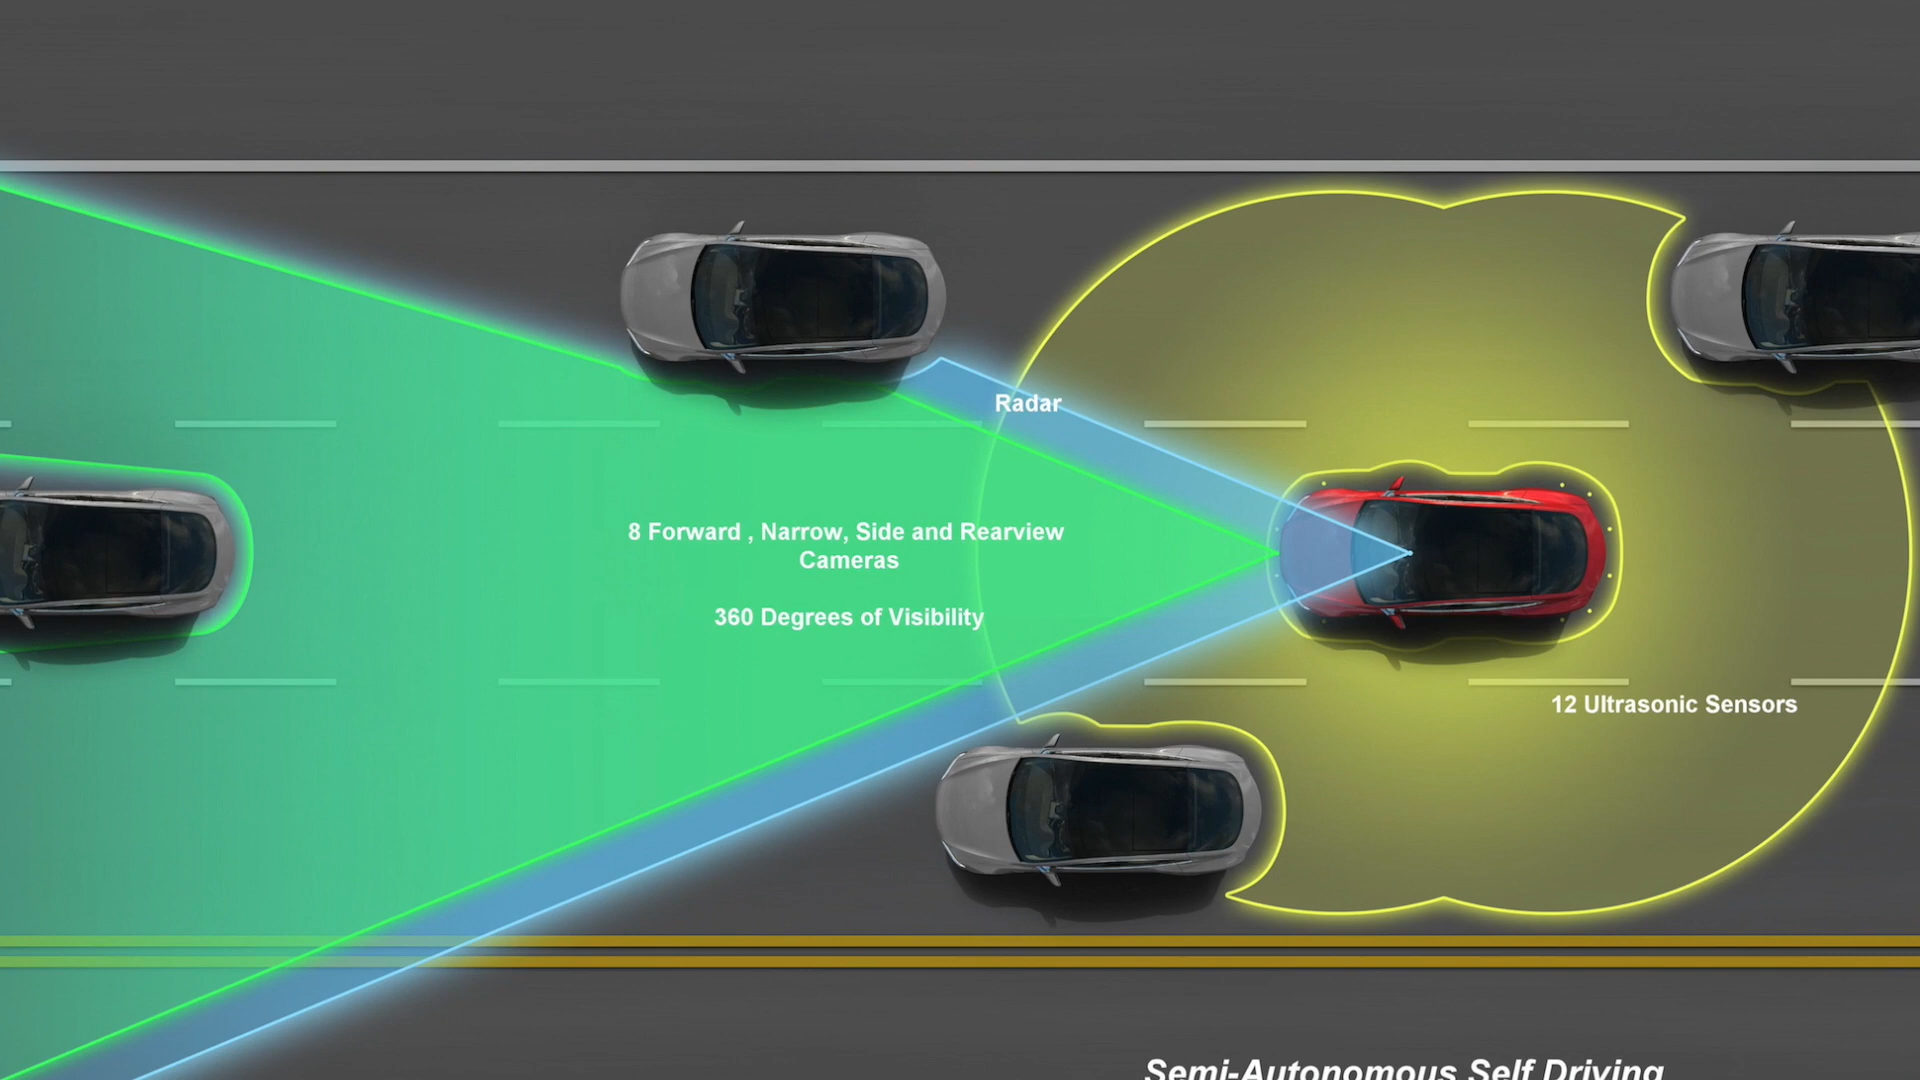 Radar
8 Forward , Narrow, Side and Rearview
Cameras
360 Degrees of Visibility
12 Ultrasonic Sensors
Semi-Autonomous Self Driving